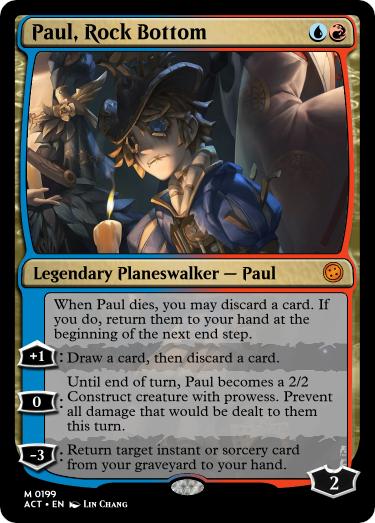 Paul, Rock Bottom
Legendary Planeswalker — Paul
When Paul dies, you may discard a card. If
you do, return them to your hand at the
beginning of the next end step.
+1: Draw a card, then discard a card.
Until end of turn, Paul becomes a 2/2
0: Construct creature with prowess. Prevent
all damage that would be dealt to them
this turn.
-3: Return target instant or sorcery card
from your graveyard to your hand.
2
M 0199
ACT • EN Lin Chang